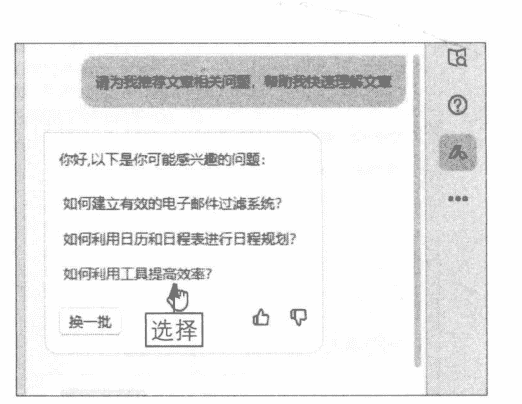 请为我推荐文章相关问题，帮助我快速理解文章
你好,以下是你可能感兴趣的问题:
如何建立有效的电子邮件过滤系统?
如何利用日历和日程表进行日程规划?
如何利用工具提高效率?
换一批
选择